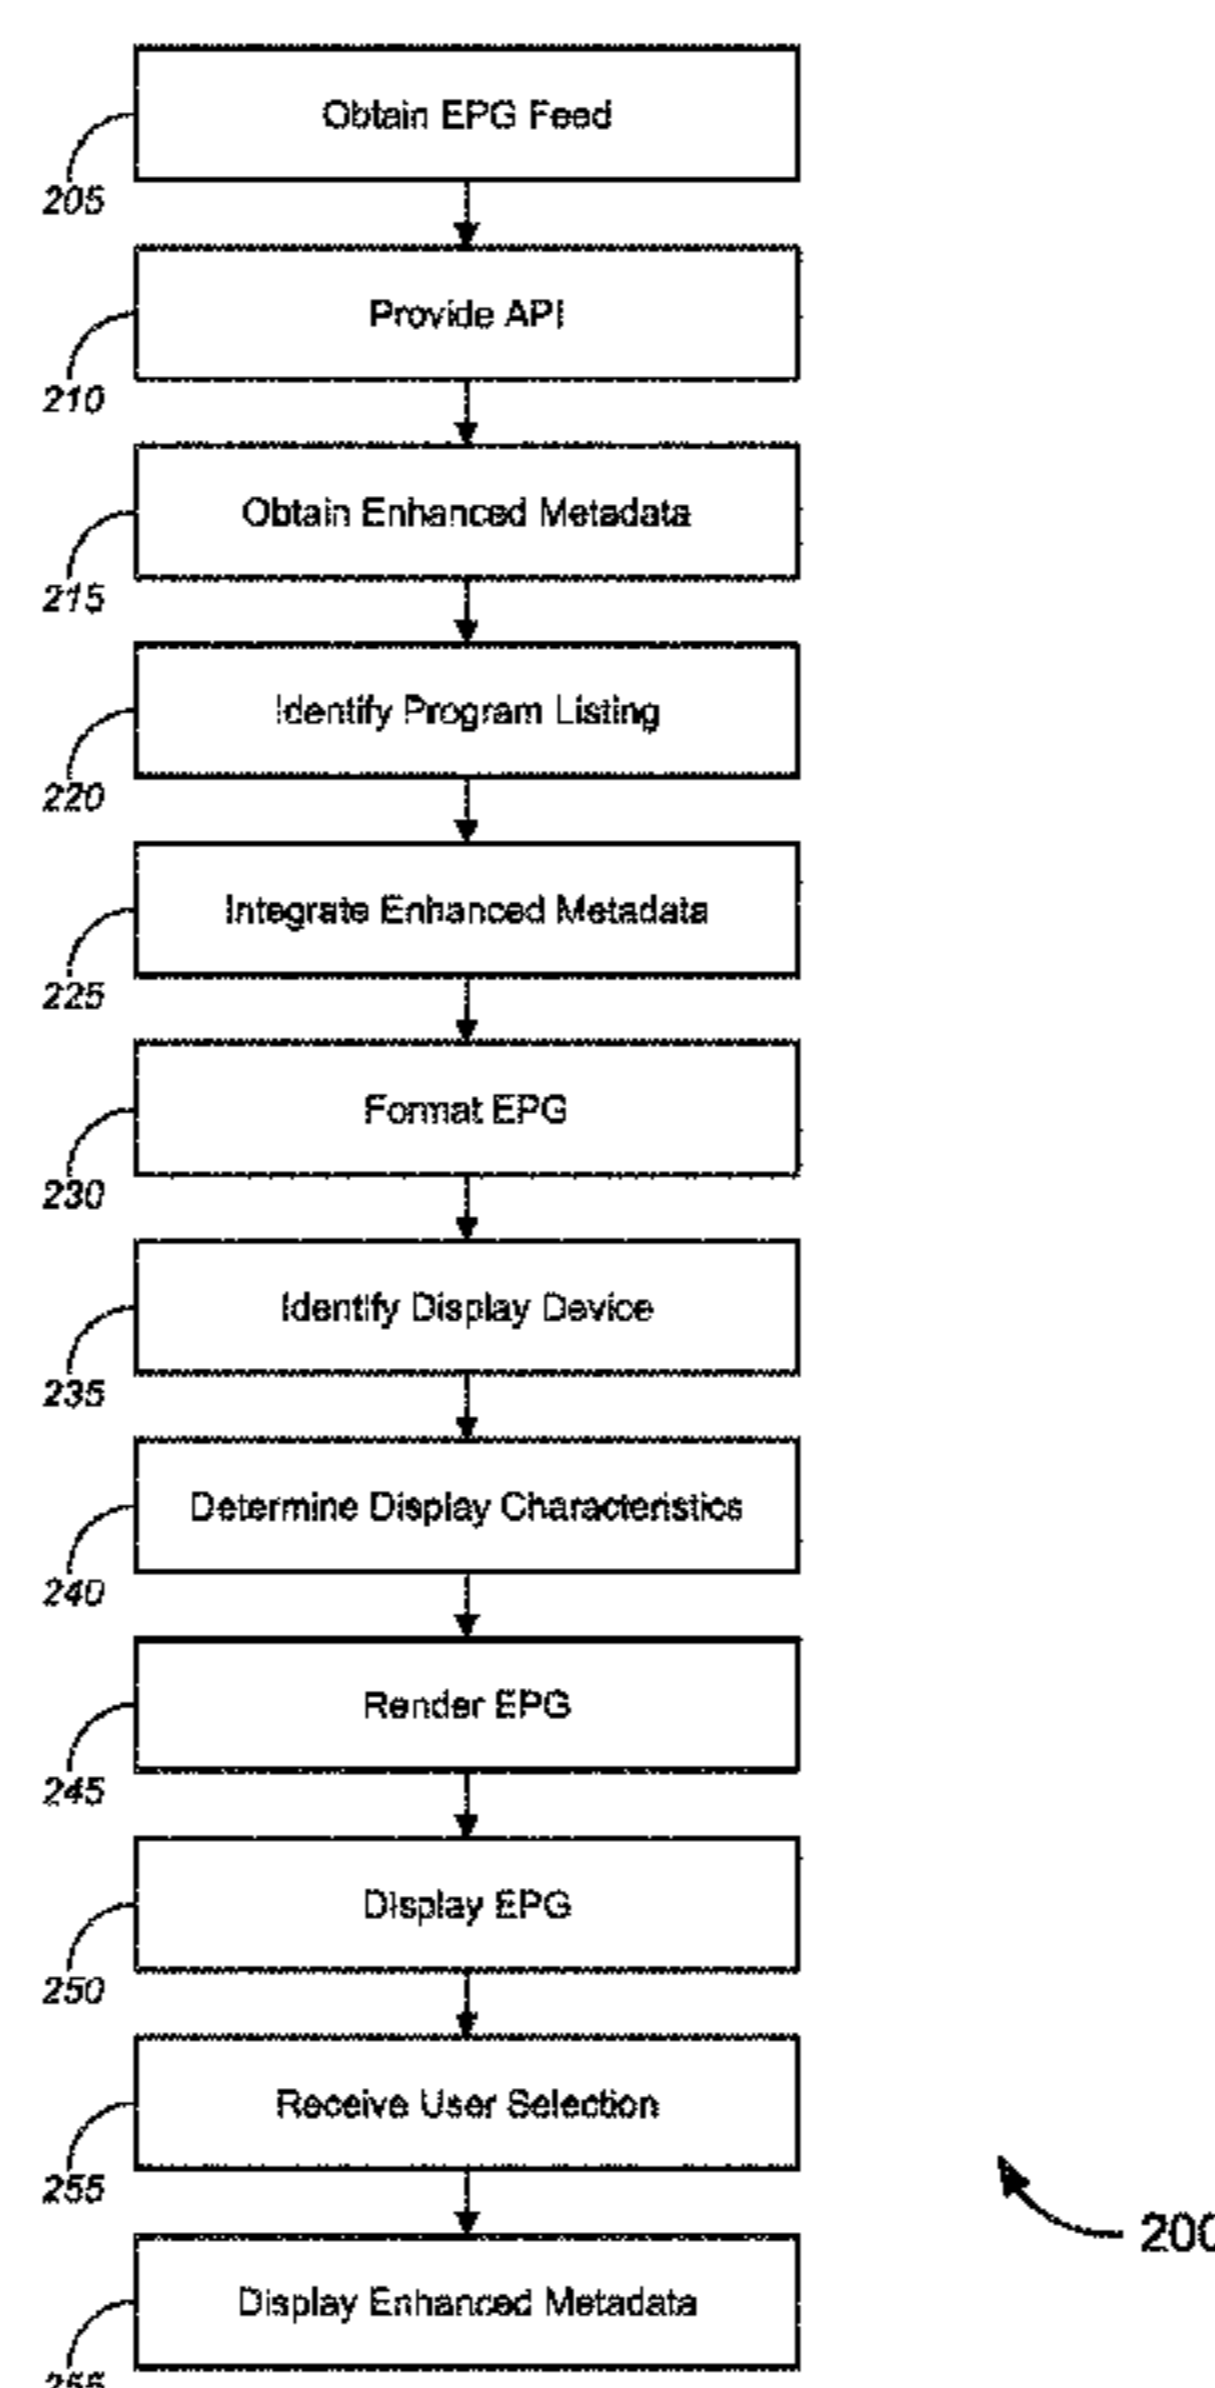 Obtain EPG Feed
205
Provide API
210
Obtain Enhanced Metadata
215
Identify Program Listing
220
Integrate Enhanced Metadata
225
Format EPG
230
Identify Display Device
235
Determine Display Characteristics
240
Render EPG
245
Display EPG
250
Receive User Selection
255
200
Display Enhanced Metadata